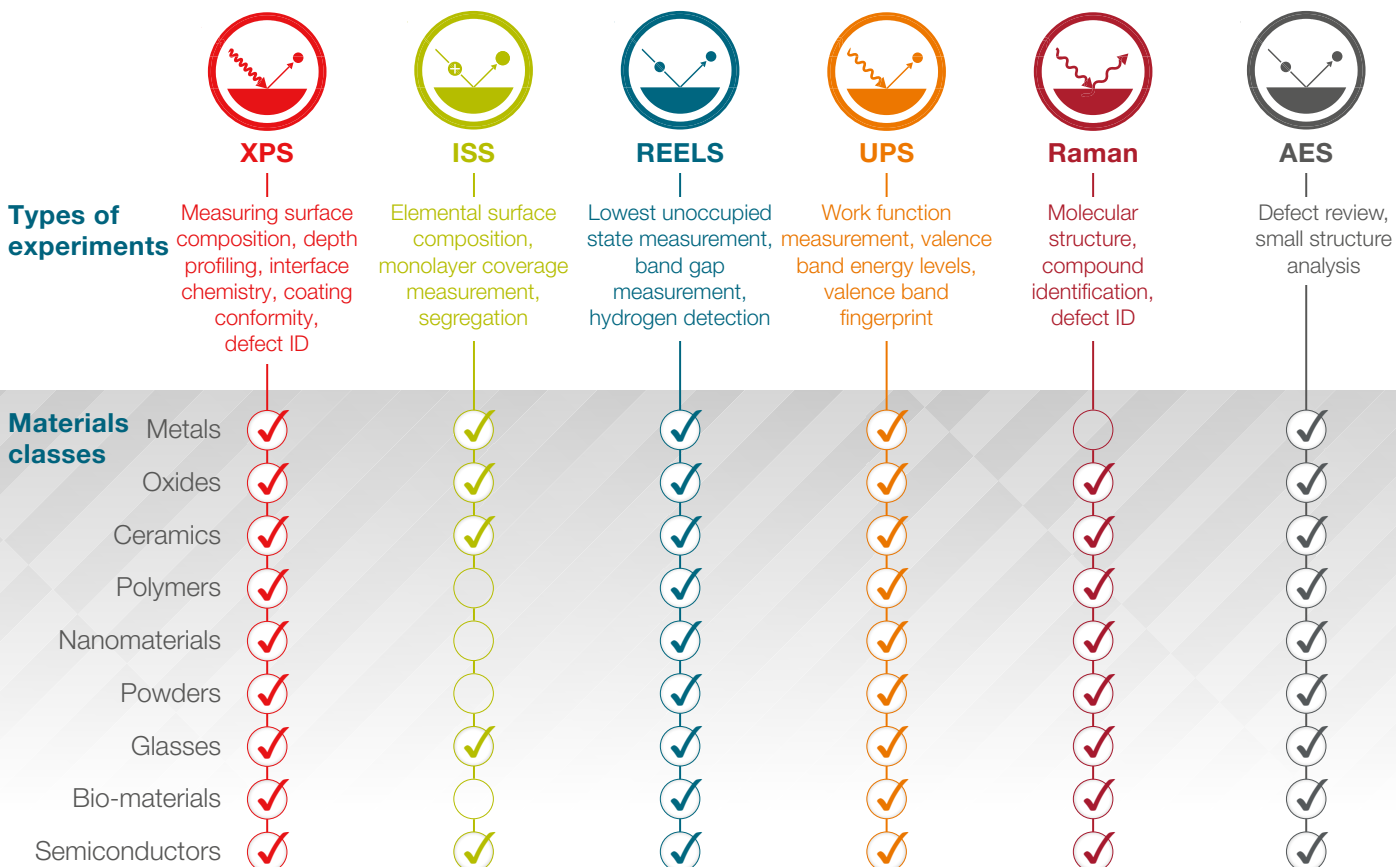 XPS
ISS
REELS
UPS
Raman
AES
Types of
experiments
Measuring surface
composition, depth
profiling, interface
chemistry, coating
conformity,
defect ID
Elemental surface
composition,
monolayer coverage
measurement,
segregation
Lowest unoccupied
state measurement,
band gap
measurement,
hydrogen detection
Work function
measurement, valence
band energy levels,
valence band
fingerprint
Molecular
structure,
compound
identification,
defect ID
Defect review,
small structure
analysis
Materials
classes
Metals
Oxides
Ceramics
Polymers
Nanomaterials
Powders
Glasses
Bio-materials
Semiconductors